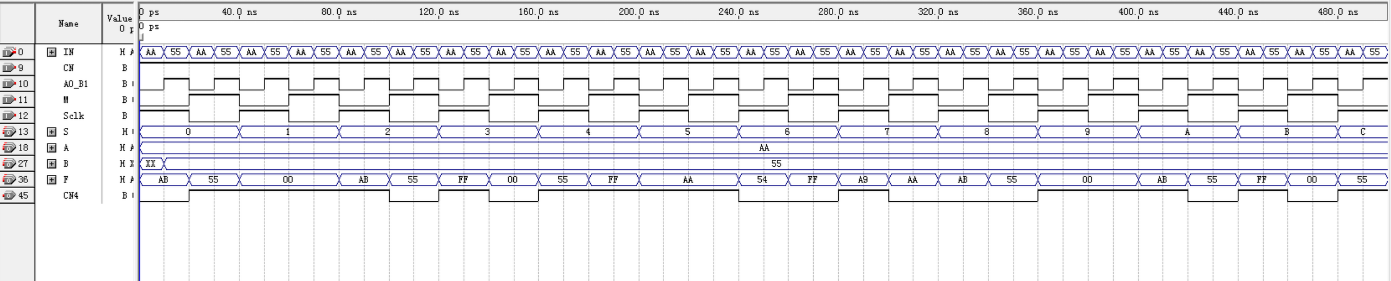 0 ps 40.0 ns 80.0 ns 120.0 ns 160.0 ns 200.0 ns 240.0 ns 280.0 ns 320.0 ns 360.0 ns 400.0 ns 440.0 ns 480.0 ns
Name Value 0 ps
0
0 IN H A AA 55 AA 55 AA 55 AA 55 AA 55 AA 55 AA 55 AA 55 AA 55 AA 55 AA 55 AA 55 AA 55 AA 55 AA 55 AA 55 AA 55 AA 55 AA 55 AA 55 AA 55 AA 55 AA 55 AA 55 AA 55
9 CN B
10 A0_B1 B
11 M B
12 Sclk B
13 S H 0 1 2 3 4 5 6 7 8 9 A B C
18 A H A AA
27 B H X XX 55
36 F H A AB 55 00 AB 55 FF 00 55 FF AA 54 FF A9 AA AB 55 00 AB 55 FF 00 55
45 CN4 B